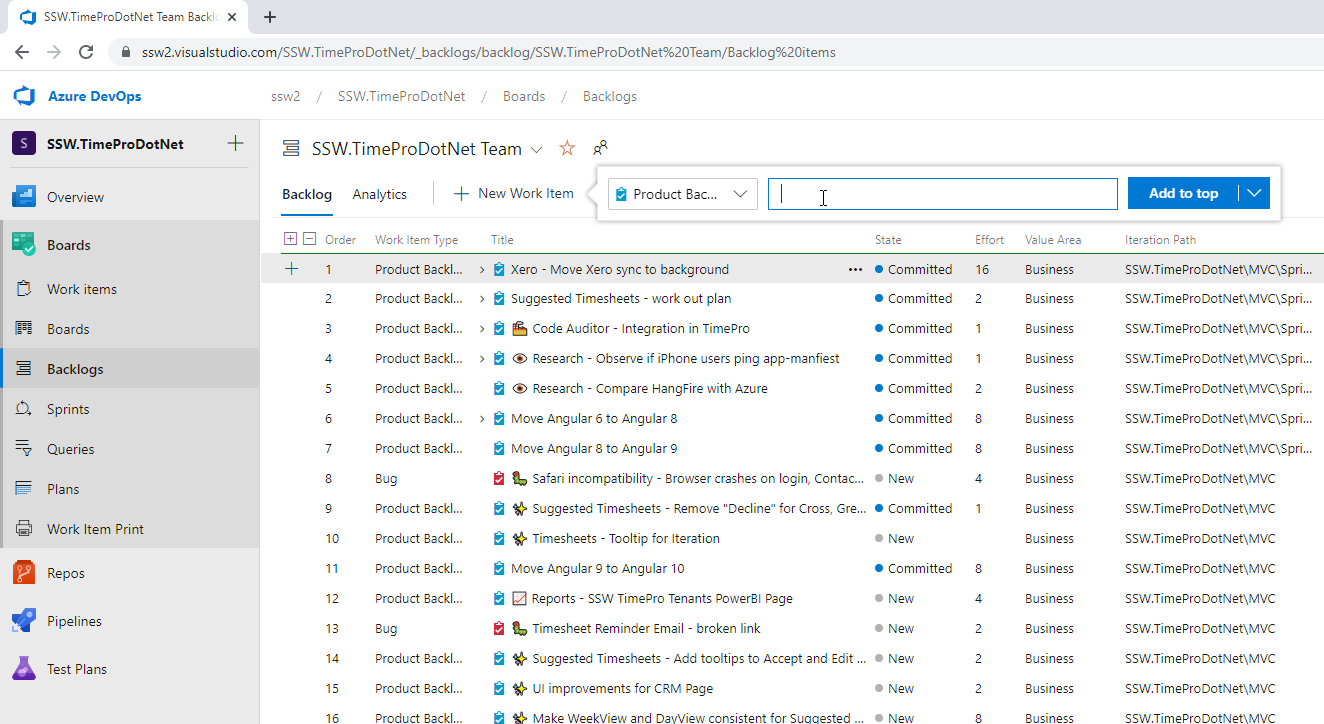 SSW.TimeProDotNet Team Backlo
ssw2.visualstudio.com/SSW.TimeProDotNet/_backlogs/backlog/SSW.TimeProDotNet%20Team/Backlog%20items
Azure DevOps
ssw2 / SSW.TimeProDotNet / Boards / Backlogs
S SSW.TimeProDotNet
Overview
Boards
Work items
Boards
Backlogs
Sprints
Queries
Plans
Work Item Print
Repos
Pipelines
Test Plans
SSW.TimeProDotNet Team
Backlog Analytics New Work Item Product Bac... Add to top
Order Work Item Type Title State Effort Value Area Iteration Path
1 Product Backl... Xero - Move Xero sync to background ... Committed 16 Business SSW.TimeProDotNet\MVC\Spri...
2 Product Backl... Suggested Timesheets - work out plan Committed 2 Business SSW.TimeProDotNet\MVC\Spri...
3 Product Backl... Code Auditor - Integration in TimePro Committed 1 Business SSW.TimeProDotNet\MVC\Spri...
4 Product Backl... Research - Observe if iPhone users ping app-manfiest Committed 1 Business SSW.TimeProDotNet\MVC\Spri...
5 Product Backl... Research - Compare HangFire with Azure Committed 2 Business SSW.TimeProDotNet\MVC\Spri...
6 Product Backl... Move Angular 6 to Angular 8 Committed 8 Business SSW.TimeProDotNet\MVC\Spri...
7 Product Backl... Move Angular 8 to Angular 9 Committed 8 Business SSW.TimeProDotNet\MVC\Spri...
8 Bug Safari incompatibility - Browser crashes on login, Contac... New 4 Business SSW.TimeProDotNet\MVC
9 Product Backl... Suggested Timesheets - Remove "Decline" for Cross, Gre... Committed 1 Business SSW.TimeProDotNet\MVC
10 Product Backl... Timesheets - Tooltip for Iteration New Business SSW.TimeProDotNet\MVC
11 Product Backl... Move Angular 9 to Angular 10 Committed 8 Business SSW.TimeProDotNet\MVC
12 Product Backl... Reports - SSW TimePro Tenants PowerBI Page New 4 Business SSW.TimeProDotNet\MVC
13 Bug Timesheet Reminder Email - broken link New 2 Business SSW.TimeProDotNet\MVC
14 Product Backl... Suggested Timesheets - Add tooltips to Accept and Edit ... New 2 Business SSW.TimeProDotNet\MVC
15 Product Backl... UI improvements for CRM Page New 2 Business SSW.TimeProDotNet\MVC
16 Product Backl... Make WeekView and DayView consistent for Suggested ... New 8 Business SSW.TimeProDotNet\MVC